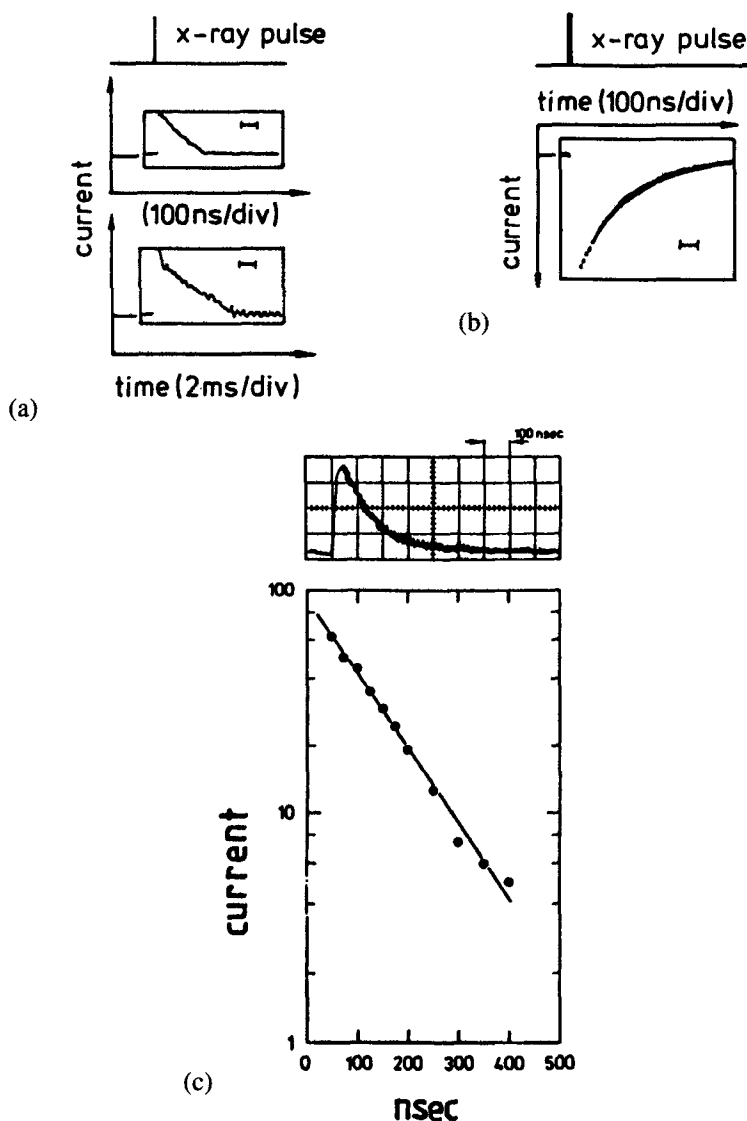 x-ray pulse
current
(100ns/div)
time (2ms/div)
(a)
x-ray pulse
time (100ns/div)
current
(b)
100 nsec
100
10
1
current
0 100 200 300 400 500
nsec
(c)